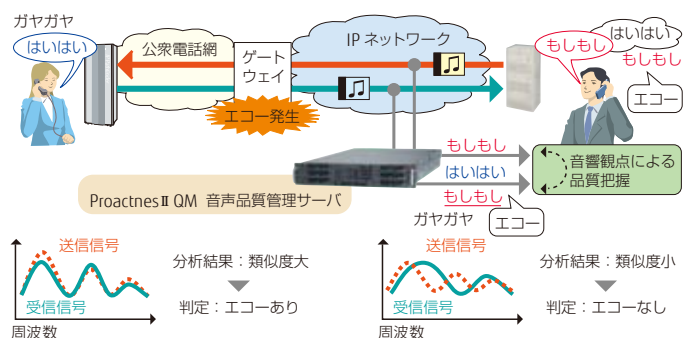 ガヤガヤ
はいはい
公衆電話網
ゲート
ウェイ
IP ネットワーク
もしもし
はいはい
もしもし
エコー
エコー発生
もしもし
はいはい
もしもし
ガヤガヤ
エコー
音響観点による
品質把握
ProactnesⅡ QM 音声品質管理サーバ
送信信号
受信信号
周波数
分析結果：類似度大
判定：エコーあり
送信信号
受信信号
周波数
分析結果：類似度小
判定：エコーなし